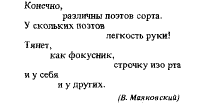 Конечно,
различны поэтов сорта.
У скольких поэтов
легкость руки!
Тянет,
как фокусник,
строчку изо рта
и у себя
и у других.
(В. Маяковский)